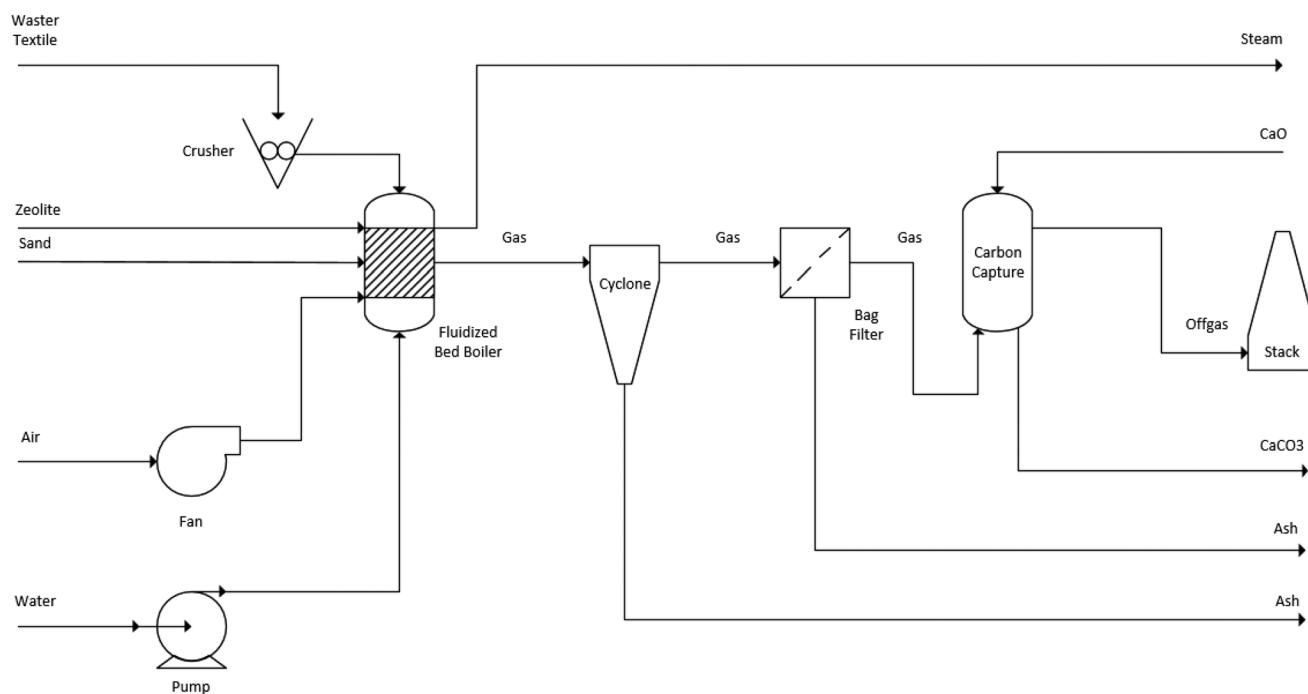 Waster
Textile
Steam
CaO
Crusher
Zeolite
Sand
Gas
Gas
Gas
Carbon
Capture
Cyclone
Fluidized
Bed Boiler
Bag
Filter
Offgas
Stack
Air
CaCO3
Fan
Ash
Water
Ash
Pump